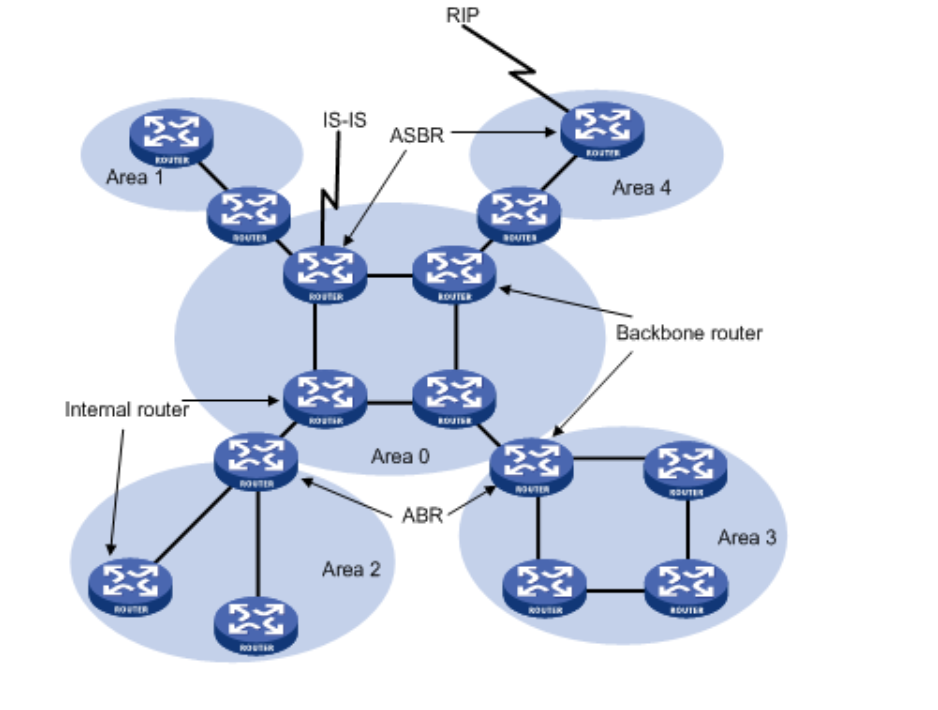 RIP
IS-IS
ASBR
ROUTER
ROUTER
Area 1
Area 4
ROUTER
ROUTER
ROUTER
ROUTER
Backbone router
Internal router
ROUTER
ROUTER
Area 0
ROUTER
ROUTER
ROUTER
ABR
Area 3
Area 2
ROUTER
ROUTER
ROUTER
ROUTER